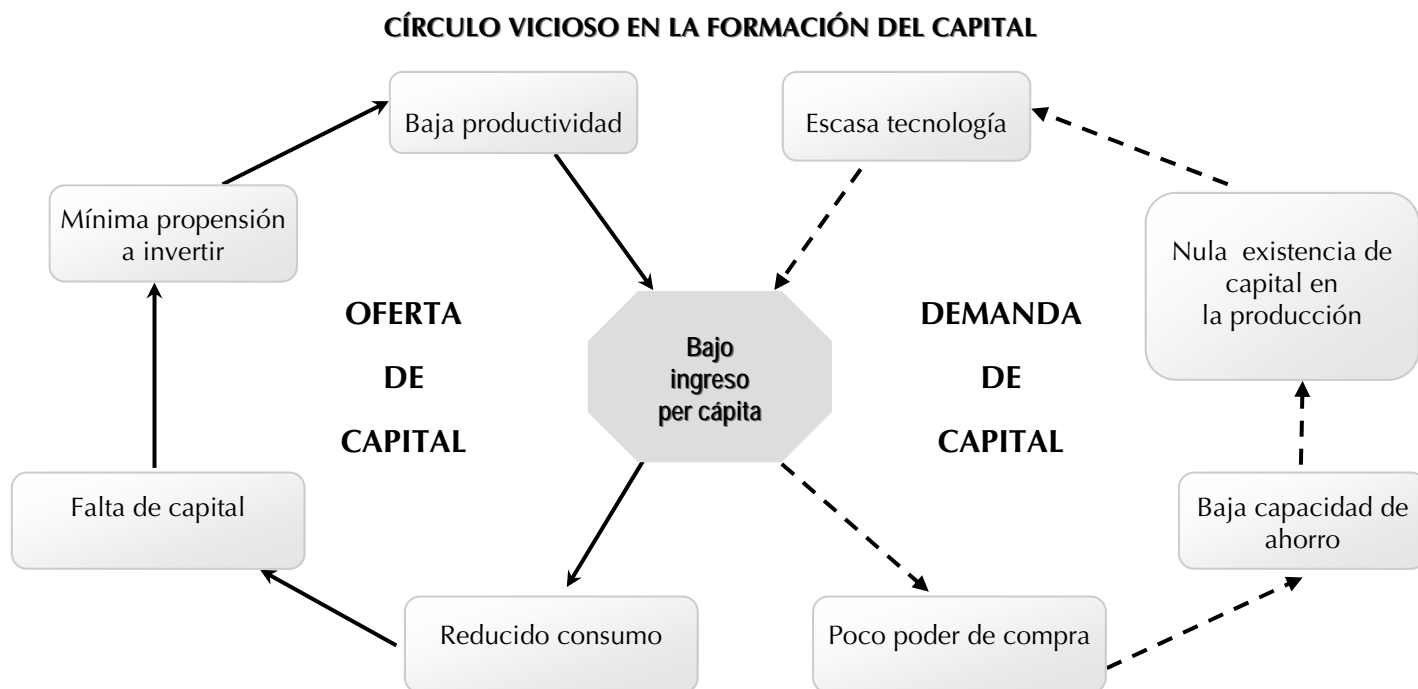 CÍRCULO VICIOSO EN LA FORMACIÓN DEL CAPITAL
Baja productividad
Escasa tecnología
Mínima propensión
a invertir
Nula existencia de
capital en
la producción
OFERTA
DE
CAPITAL
Bajo
ingreso
per cápita
DEMANDA
DE
CAPITAL
Falta de capital
Baja capacidad de
ahorro
Reducido consumo
Poco poder de compra